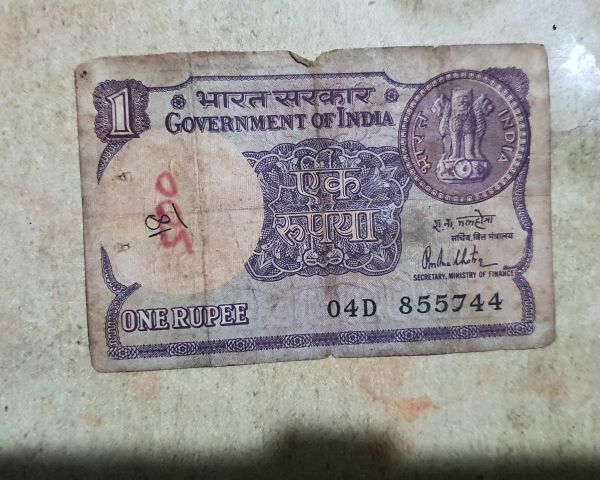 1
भारत सरकार
GOVERNMENT OF INDIA
भारत INDIA
एक
रुपया
सचिव, वित्त मंत्रालय
SECRETARY, MINISTRY OF FINANCE
ONE RUPEE
04D 855744